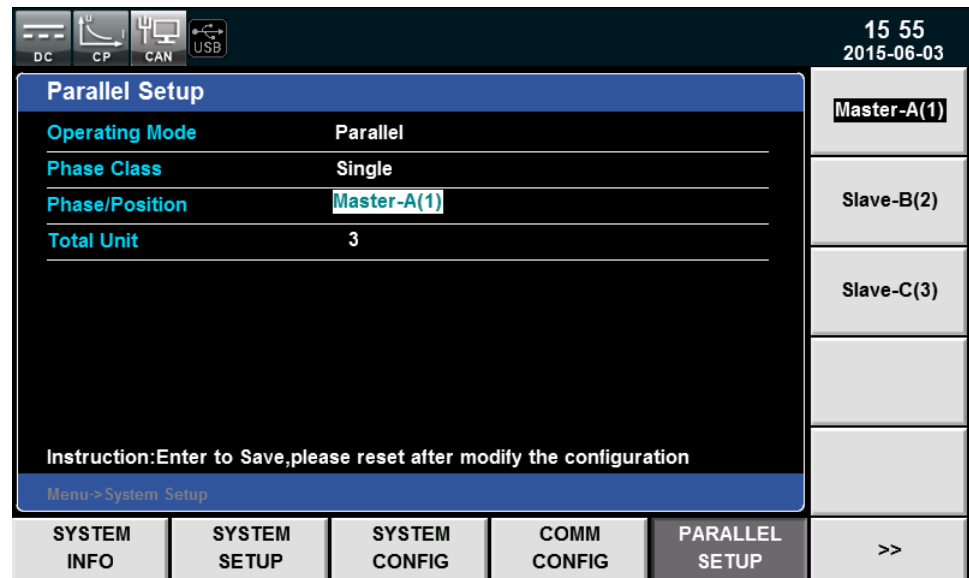 DC
U
I
CP
CAN
USB
15 55
2015-06-03
Parallel Setup
Operating Mode Parallel
Phase Class Single
Phase/Position Master-A(1)
Total Unit 3
Instruction:Enter to Save,please reset after modify the configuration
Menu->System Setup
Master-A(1)
Slave-B(2)
Slave-C(3)
SYSTEM INFO
SYSTEM SETUP
SYSTEM CONFIG
COMM CONFIG
PARALLEL SETUP
>>